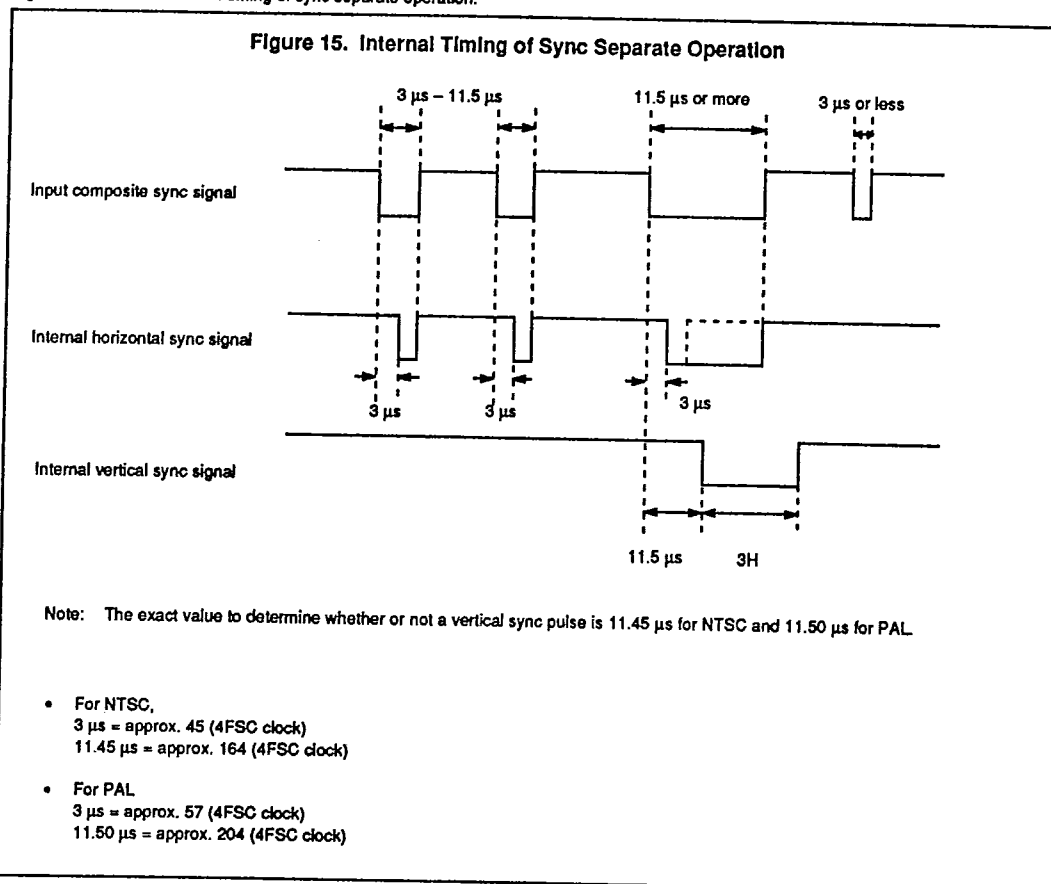 timing of sync separate operation.
Figure 15. Internal Timing of Sync Separate Operation
3 µs – 11.5 µs
11.5 µs or more
3 µs or less
Input composite sync signal
Internal horizontal sync signal
3 µs
3 µs
3 µs
Internal vertical sync signal
11.5 µs
3H
Note: The exact value to determine whether or not a vertical sync pulse is 11.45 µs for NTSC and 11.50 µs for PAL.
• For NTSC,
3 µs = approx. 45 (4FSC clock)
11.45 µs = approx. 164 (4FSC clock)
• For PAL
3 µs = approx. 57 (4FSC clock)
11.50 µs = approx. 204 (4FSC clock)